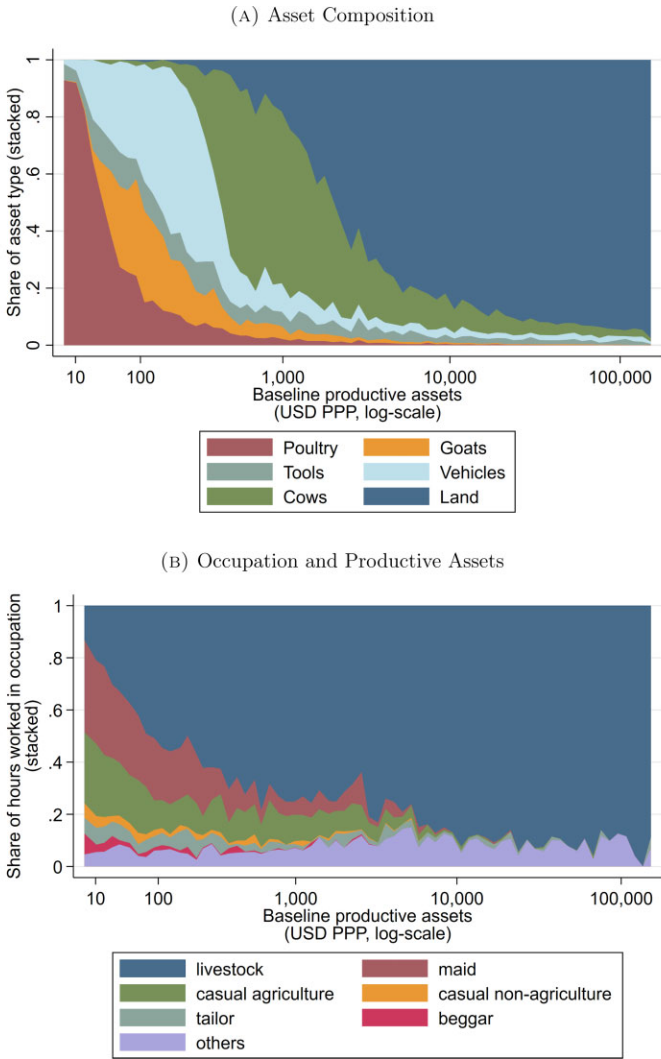 (A) Asset Composition
Share of asset type (stacked)
1
.8
.6
.4
.2
0
10 100 1,000 10,000 100,000
Baseline productive assets
(USD PPP, log-scale)
Poultry Goats
Tools Vehicles
Cows Land
(B) Occupation and Productive Assets
Share of hours worked in occupation
(stacked)
1
.8
.6
.4
.2
0
10 100 1,000 10,000 100,000
Baseline productive assets
(USD PPP, log-scale)
livestock maid
casual agriculture casual non-agriculture
tailor beggar
others